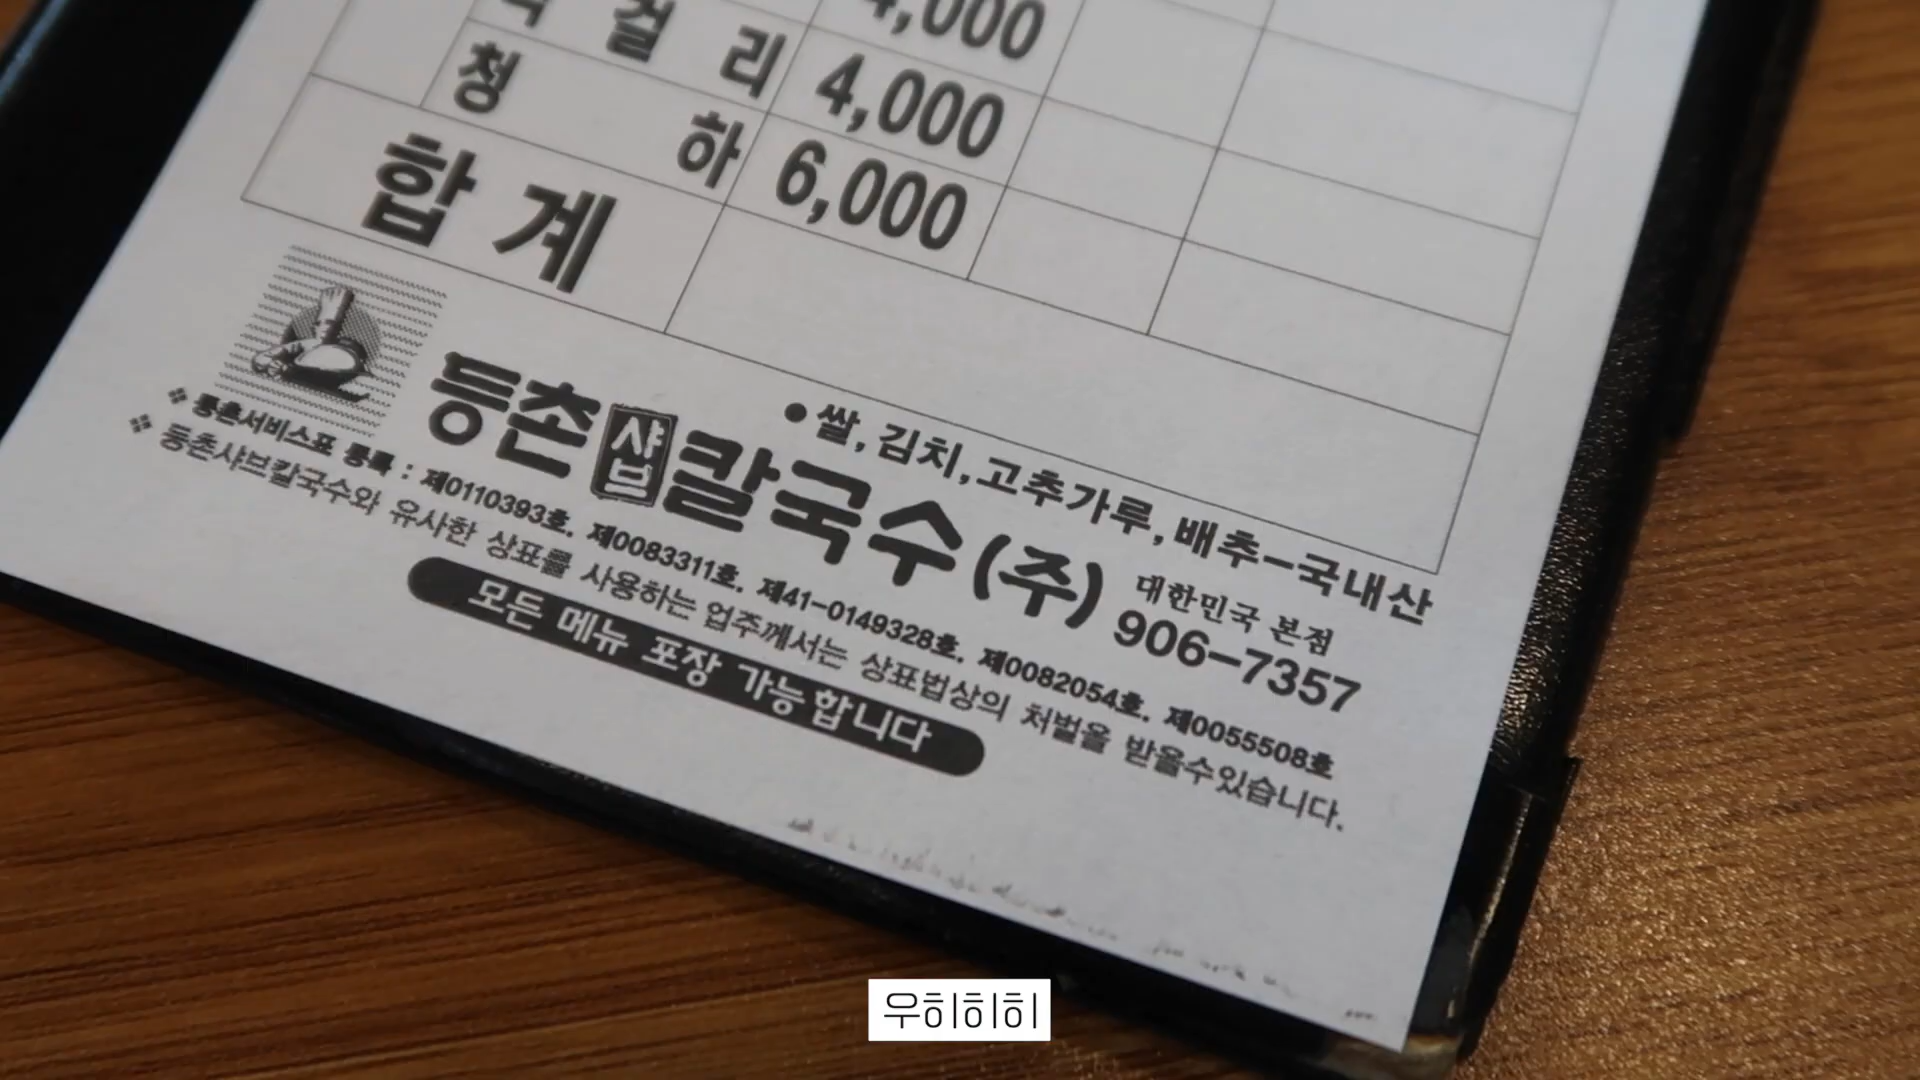 4,000
막걸리 4,000
청하 6,000
합계
●쌀,김치,고추가루,배추-국내산
등촌샤브칼국수(주) 대한민국 본점 906-7357
❖ 등촌서비스표 등록 : 제0110393호. 제0083311호. 제41-0149328호. 제0082054호. 제0055508호
❖ 등촌샤브칼국수와 유사한 상표를 사용하는 업주께서는 상표법상의 처벌을 받을수있습니다.
모든 메뉴 포장 가능합니다
우히히히